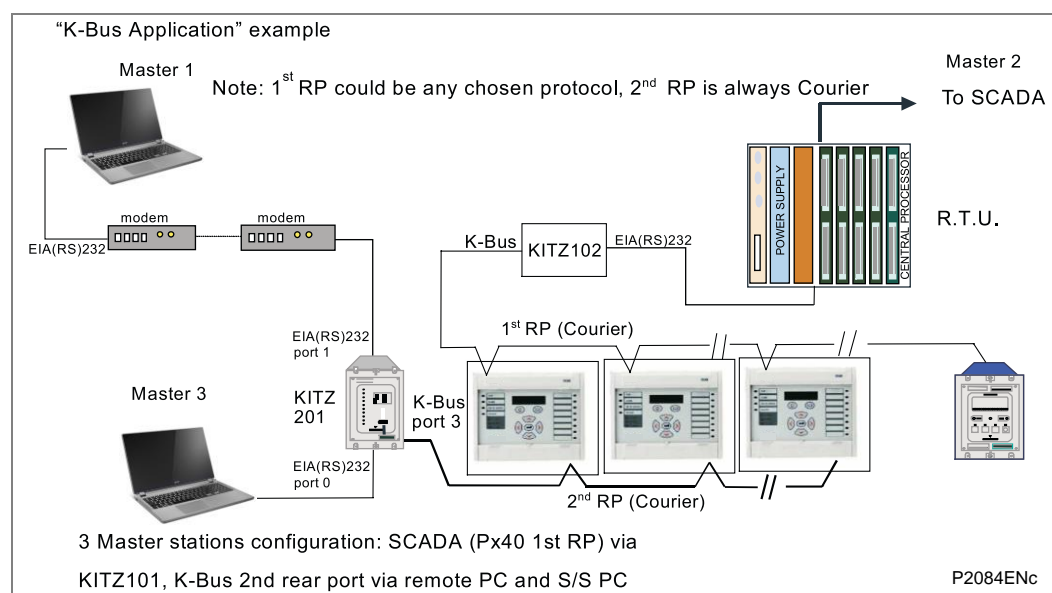 “K-Bus Application” example
Master 1
Note: 1st RP could be any chosen protocol, 2nd RP is always Courier
Master 2
To SCADA
modem
modem
EIA(RS)232
K-Bus
KITZ102
EIA(RS)232
POWER SUPPLY
CENTRAL PROCESSOR
R.T.U.
1st RP (Courier)
EIA(RS)232
port 1
Master 3
KITZ
201
K-Bus
port 3
EIA(RS)232
port 0
2nd RP (Courier)
3 Master stations configuration: SCADA (Px40 1st RP) via
KITZ101, K-Bus 2nd rear port via remote PC and S/S PC
P2084ENc